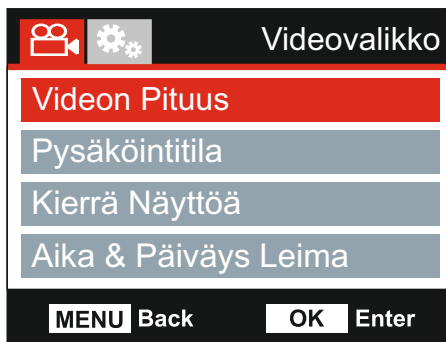 Videovalikko
Videon Pituus
Pysäköintitila
Kierrä Näyttöä
Aika & Päiväys Leima
MENU Back OK Enter